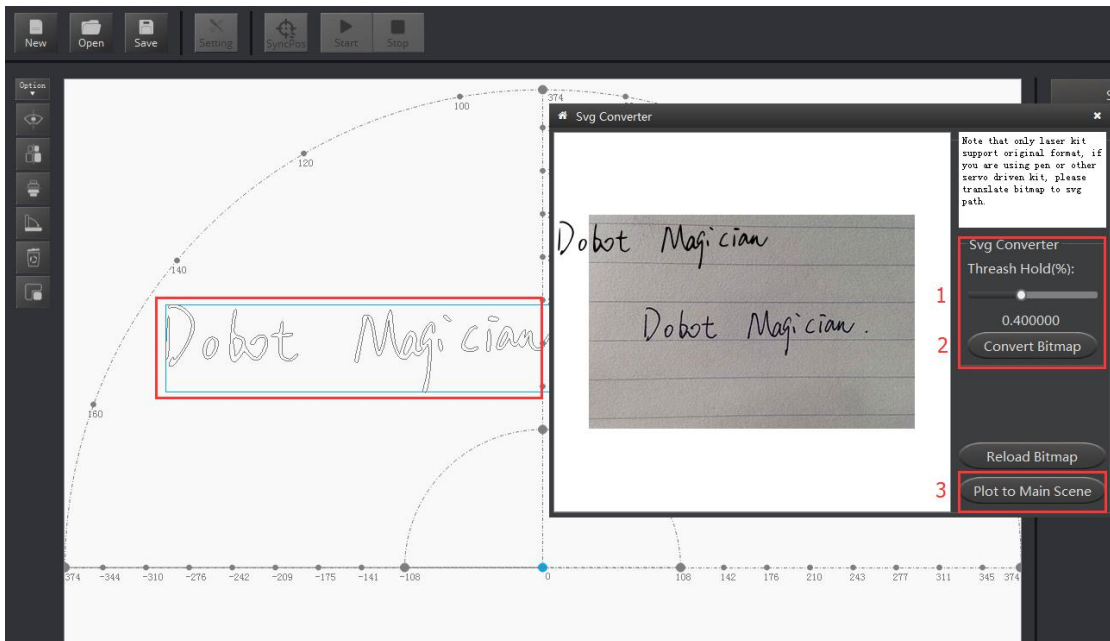 New Open Save Setting SyncPos Start Stop
Option
374
100
120
140
160
Dobot Magician
374 -344 -310 -276 -242 -209 -175 -141 -108 0 108 142 176 210 243 277 311 345 374
Svg Converter
Dobot Magician
Dobot Magician.
Note that only laser kit
support original format, if
you are using pen or other
servo driven kit, please
translate bitmap to svg
path.
Svg Converter
Threash Hold(%):
1
0.400000
2 Convert Bitmap
Reload Bitmap
3 Plot to Main Scene